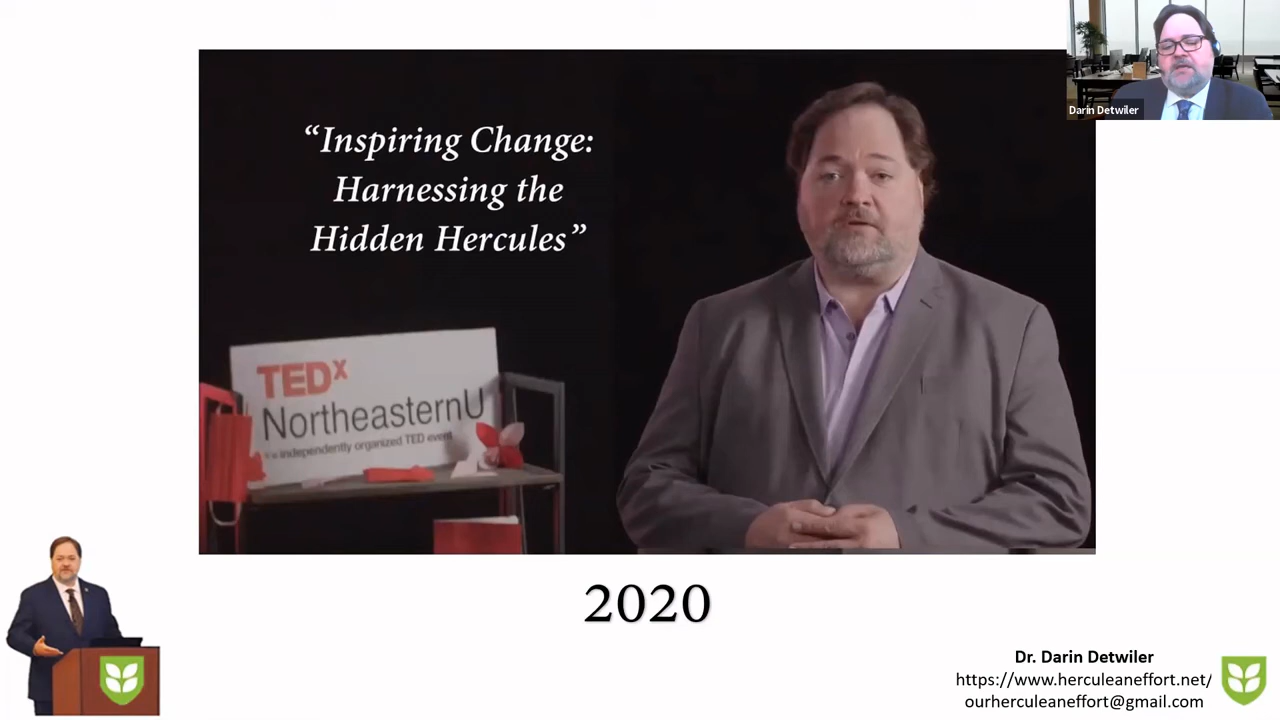 Darin Detwiler
“Inspiring Change:
Harnessing the
Hidden Hercules”
TEDx
NortheasternU
x = independently organized TED event
2020
Dr. Darin Detwiler
https://www.herculeaneffort.net/
ourherculeaneffort@gmail.com